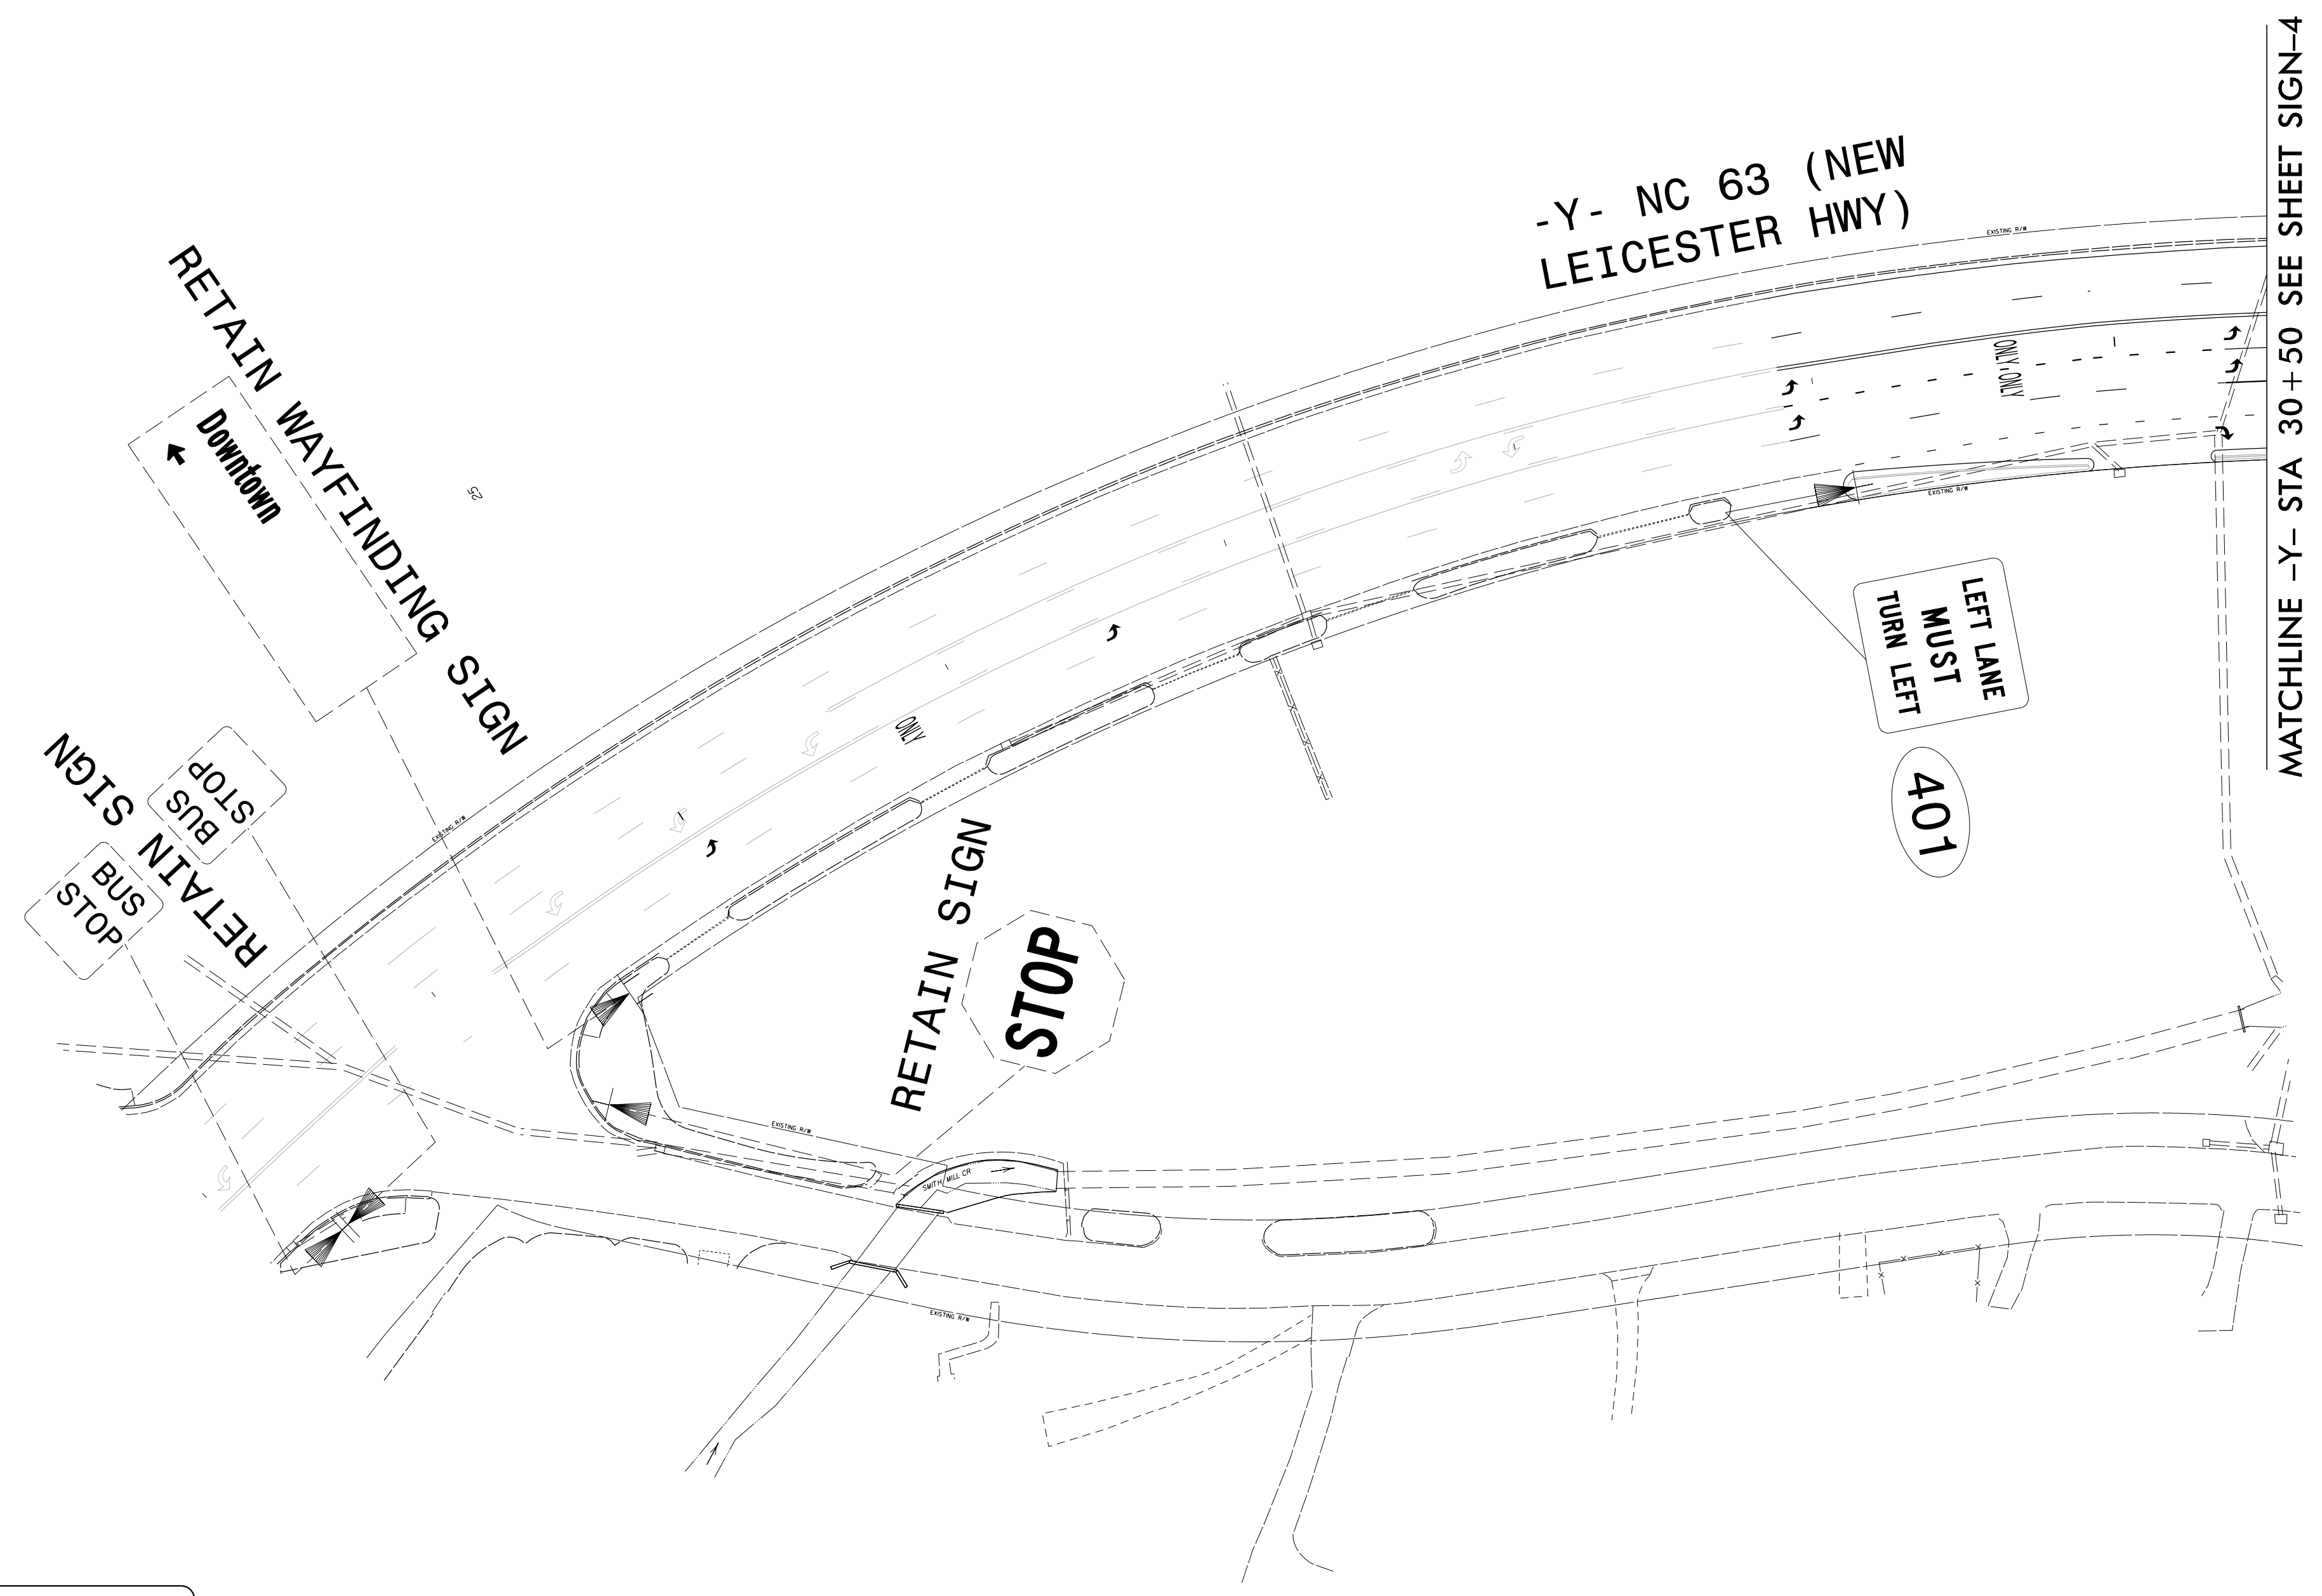 -Y- NC 63 (NEW
LEICESTER HWY)
EXISTING R/W
MATCHLINE -Y- STA 30+50 SEE SHEET SIGN-4
RETAIN WAYFINDING SIGN
Downtown
25
ONLY
ONLY
EXISTING R/W
LEFT LANE
MUST
TURN LEFT
401
RETAIN SIGN
BUS
STOP
BUS
STOP
EXISTING R/W
ONLY
RETAIN SIGN
STOP
EXISTING R/W
SMITH MILL CR
EXISTING R/W